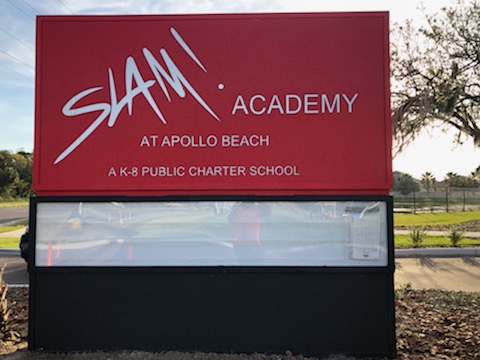 SLAM! ACADEMY
AT APOLLO BEACH
A K-8 PUBLIC CHARTER SCHOOL